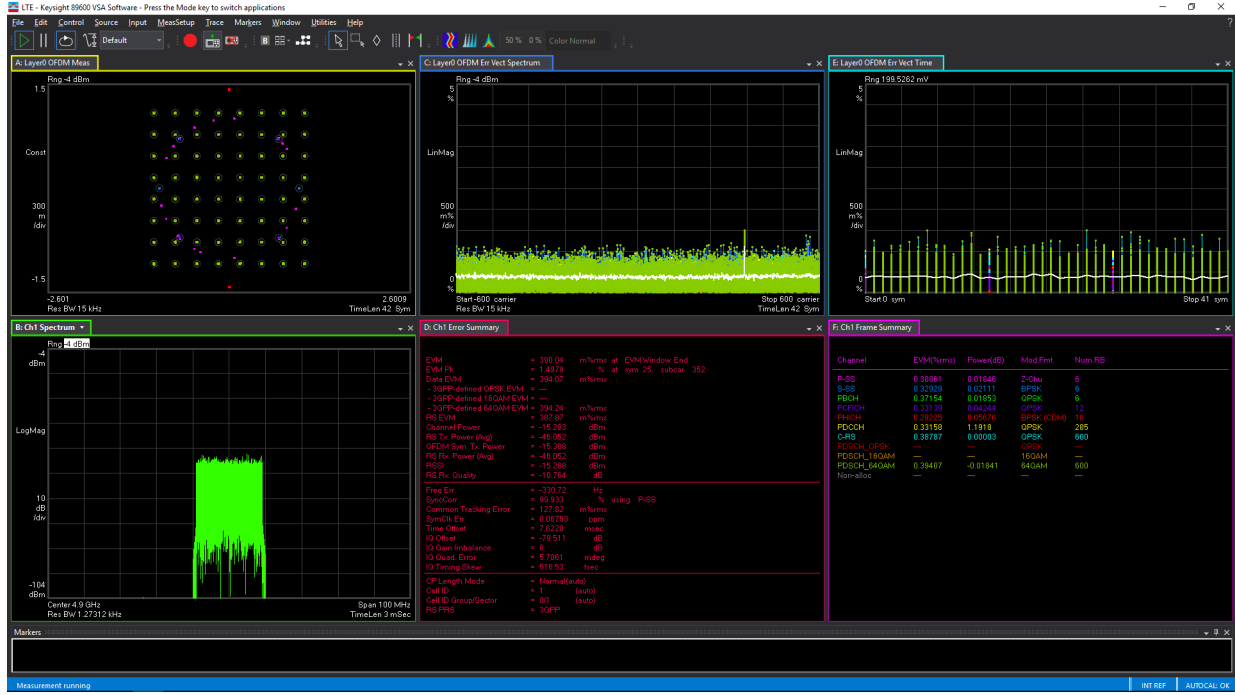 LTE - Keysight 89600 VSA Software - Press the Mode key to switch applications
File Edit Control Source Input MeasSetup Trace Markers Window Utilities Help
Default
50 % 0 % Color Normal
A: Layer0 OFDM Meas
Rng -4 dBm
1.5
Const
300
m
/div
-1.5
-2.601
2.6009
Res BW 15 kHz
TimeLen 42 Sym
C: Layer0 OFDM Err Vect Spectrum
Rng -4 dBm
5
%
LinMag
500
m%
/div
0
%
Start -600 carrier
Stop 600 carrier
Res BW 15 kHz
TimeLen 42 Sym
E: Layer0 OFDM Err Vect Time
Rng 199.5262 mV
5
%
LinMag
500
m%
/div
0
%
Start 0 sym
Stop 41 sym
B: Ch1 Spectrum
Rng -4 dBm
-4
dBm
LogMag
10
dB
/div
-104
dBm
Center 4.9 GHz
Span 100 MHz
Res BW 1.27312 kHz
TimeLen 3 mSec
D: Ch1 Error Summary
EVM = 390.04 m%rms at EVMWindow End
EVM Pk = 1.4978 % at sym 25, subcar 352
Data EVM = 394.07 m%rms
- 3GPP-defined QPSK EVM = —
- 3GPP-defined 16QAM EVM = —
- 3GPP-defined 64QAM EVM = 394.24 m%rms
RS EVM = 387.87 m%rms
Channel Power = -15.283 dBm
RS Tx. Power (Avg) = -46.052 dBm
OFDM Sym. Tx. Power = -15.308 dBm
RS Rx. Power (Avg) = -46.052 dBm
RSSI = -15.288 dBm
RS Rx. Quality = -10.764 dB
Freq Err = -330.72 Hz
SyncCorr = 99.933 % using P-SS
Common Tracking Error = 127.82 m%rms
SymClk Err = 0.06753 ppm
Time Offset = 7.6220 msec
IQ Offset = -79.511 dB
IQ Gain Imbalance = 0. dB
IQ Quad. Error = 5.7061 mdeg
IQ Timing Skew = 516.53 fsec
CP Length Mode = Normal(auto)
Cell ID = 1 (auto)
Cell ID Group/Sector = 0/1 (auto)
RS PRS = 3GPP
F: Ch1 Frame Summary
Channel EVM(%rms) Power(dB) Mod.Fmt. Num.RB
P-SS 0.38861 0.01846 Z-Chu 6
S-SS 0.32929 0.02111 BPSK 6
PBCH 0.37154 0.01853 QPSK 6
PCFICH 0.33139 0.04244 QPSK 12
PHICH 0.28225 0.05676 BPSK (CDM) 18
PDCCH 0.33158 1.1918 QPSK 285
C-RS 0.38787 0.00003 QPSK 600
PDSCH_QPSK — — QPSK —
PDSCH_16QAM — — 16QAM —
PDSCH_64QAM 0.39407 -0.01841 64QAM 600
Non-alloc — — — —
Markers
Measurement running
INT REF
AUTOCAL: OK